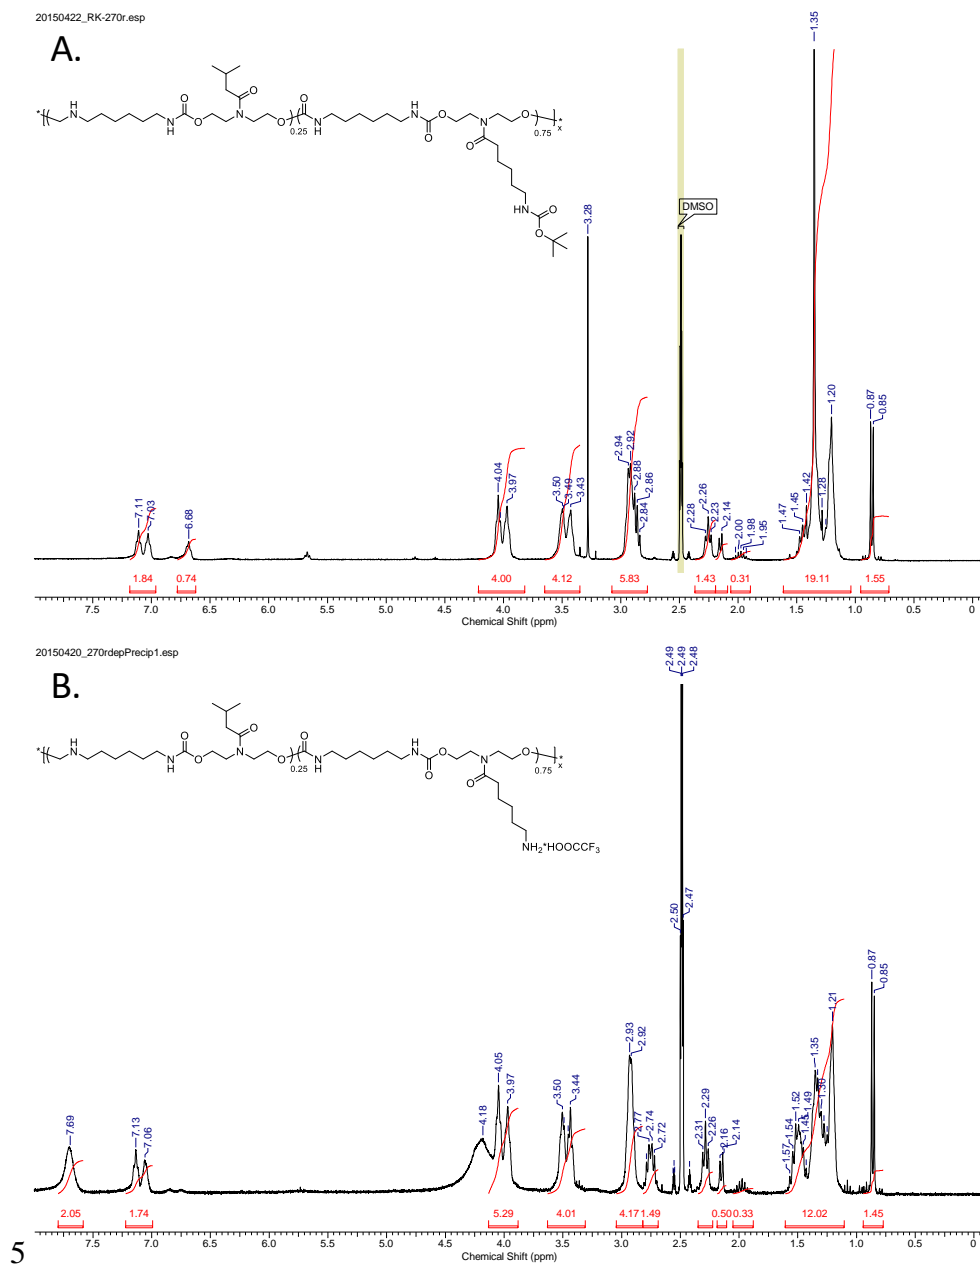 20150422_RK-270r.esp
A.
* H N O N H O N O O 0.25 O N H N H O O N O 0.75 * x
O
HN O
O
DMSO
1.35
3.28
7.11 7.03 6.68 4.04 3.97 3.50 3.49 3.43 2.94 2.92 2.88 2.86 2.84 2.28 2.26 2.23 2.14 2.00 1.98 1.95 1.47 1.45 1.42 1.28 1.20 0.87 0.85
1.84 0.74 4.00 4.12 5.83 1.43 0.31 19.11 1.55
7.5 7.0 6.5 6.0 5.5 5.0 4.5 4.0 3.5 3.0 2.5 2.0 1.5 1.0 0.5 0
Chemical Shift (ppm)
20150420_270rdepPrecip1.esp
B.
2.49 2.49 2.48
* H N O N H O N O O 0.25 O N H N H O O N O 0.75 * x
O
NH2*HOOCCF3
2.50 2.47
7.69 7.13 7.06 4.18 4.05 3.97 3.50 3.44 2.93 2.92 2.77 2.74 2.72 2.31 2.29 2.26 2.16 2.14 1.57 1.54 1.52 1.49 1.45 1.35 1.30 1.21 0.87 0.85
2.05 1.74 5.29 4.01 4.17 1.49 0.50 0.33 12.02 1.45
7.5 7.0 6.5 6.0 5.5 5.0 4.5 4.0 3.5 3.0 2.5 2.0 1.5 1.0 0.5 0
Chemical Shift (ppm)
5